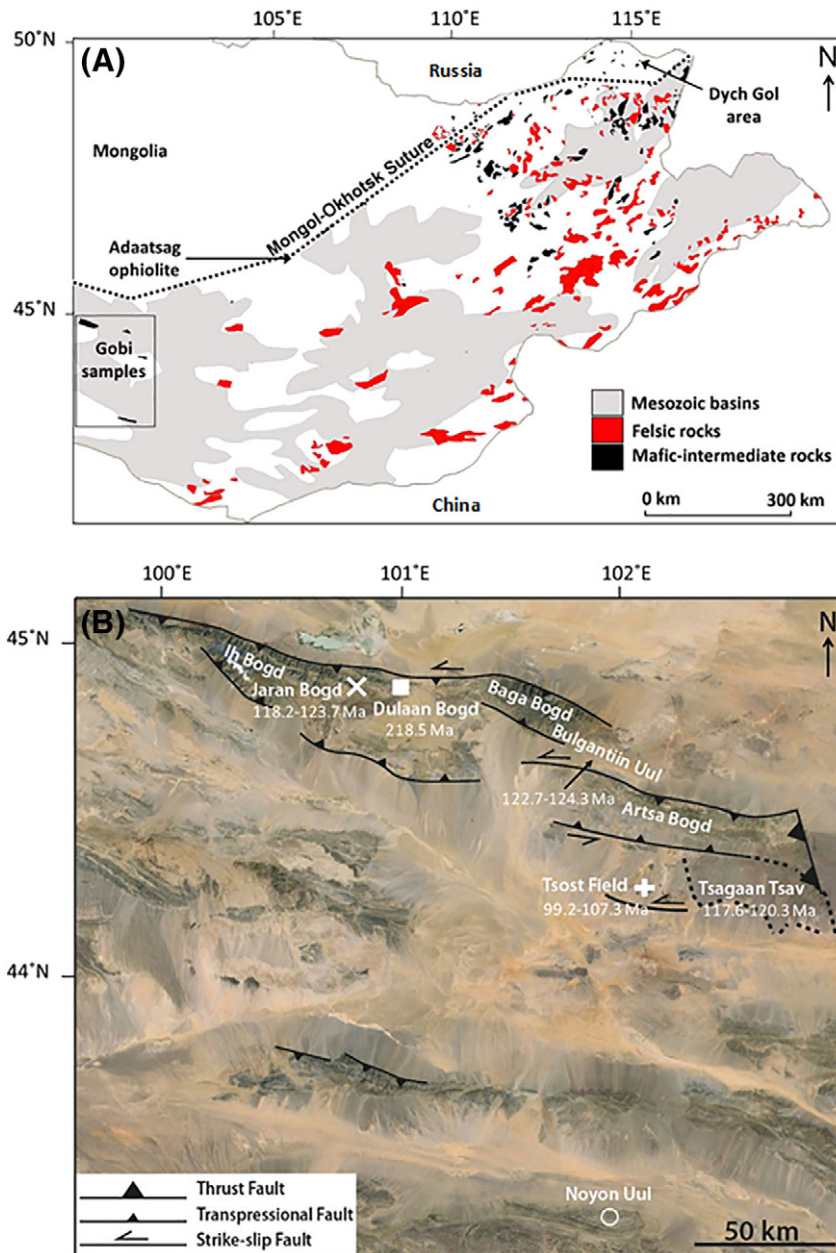 105°E 110°E 115°E
50°N
(A)
Russia
N
Dych Gol
area
Mongolia
Mongol-Okhotsk Suture
Adaatsag
ophiolite
45°N
Gobi
samples
Mesozoic basins
Felsic rocks
Mafic-intermediate rocks
China
0 km 300 km
100°E 101°E 102°E
(B)
N
45°N
Ih Bogd
Jaran Bogd
118.2-123.7 Ma
Dulaan Bogd
218.5 Ma
Baga Bogd
Bulgantiin Uul
122.7-124.3 Ma
Artsa Bogd
Tsost Field
99.2-107.3 Ma
Tsagaan Tsav
117.6-120.3 Ma
44°N
Thrust Fault
Transpressional Fault
Strike-slip Fault
Noyon Uul
50 km